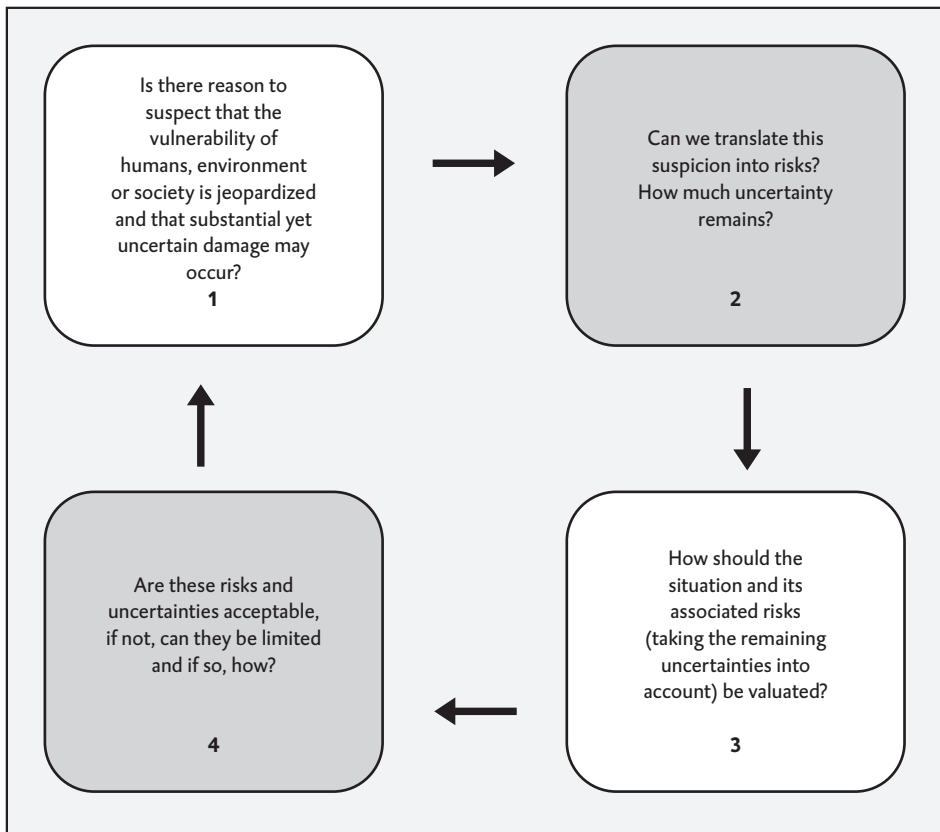 Is there reason to
suspect that the
vulnerability of
humans, environment
or society is jeopardized
and that substantial yet
uncertain damage may
occur?
1
Can we translate this
suspicion into risks?
How much uncertainty
remains?
2
How should the
situation and its
associated risks
(taking the remaining
uncertainties into
account) be valuated?
3
Are these risks and
uncertainties acceptable,
if not, can they be limited
and if so, how?
4